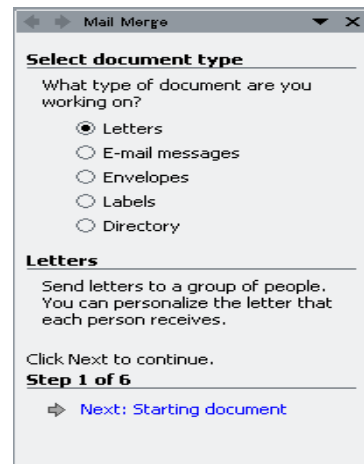 Mail Merge
Select document type
What type of document are you
working on?
Letters
E-mail messages
Envelopes
Labels
Directory
Letters
Send letters to a group of people.
You can personalize the letter that
each person receives.
Click Next to continue.
Step 1 of 6
Next: Starting document